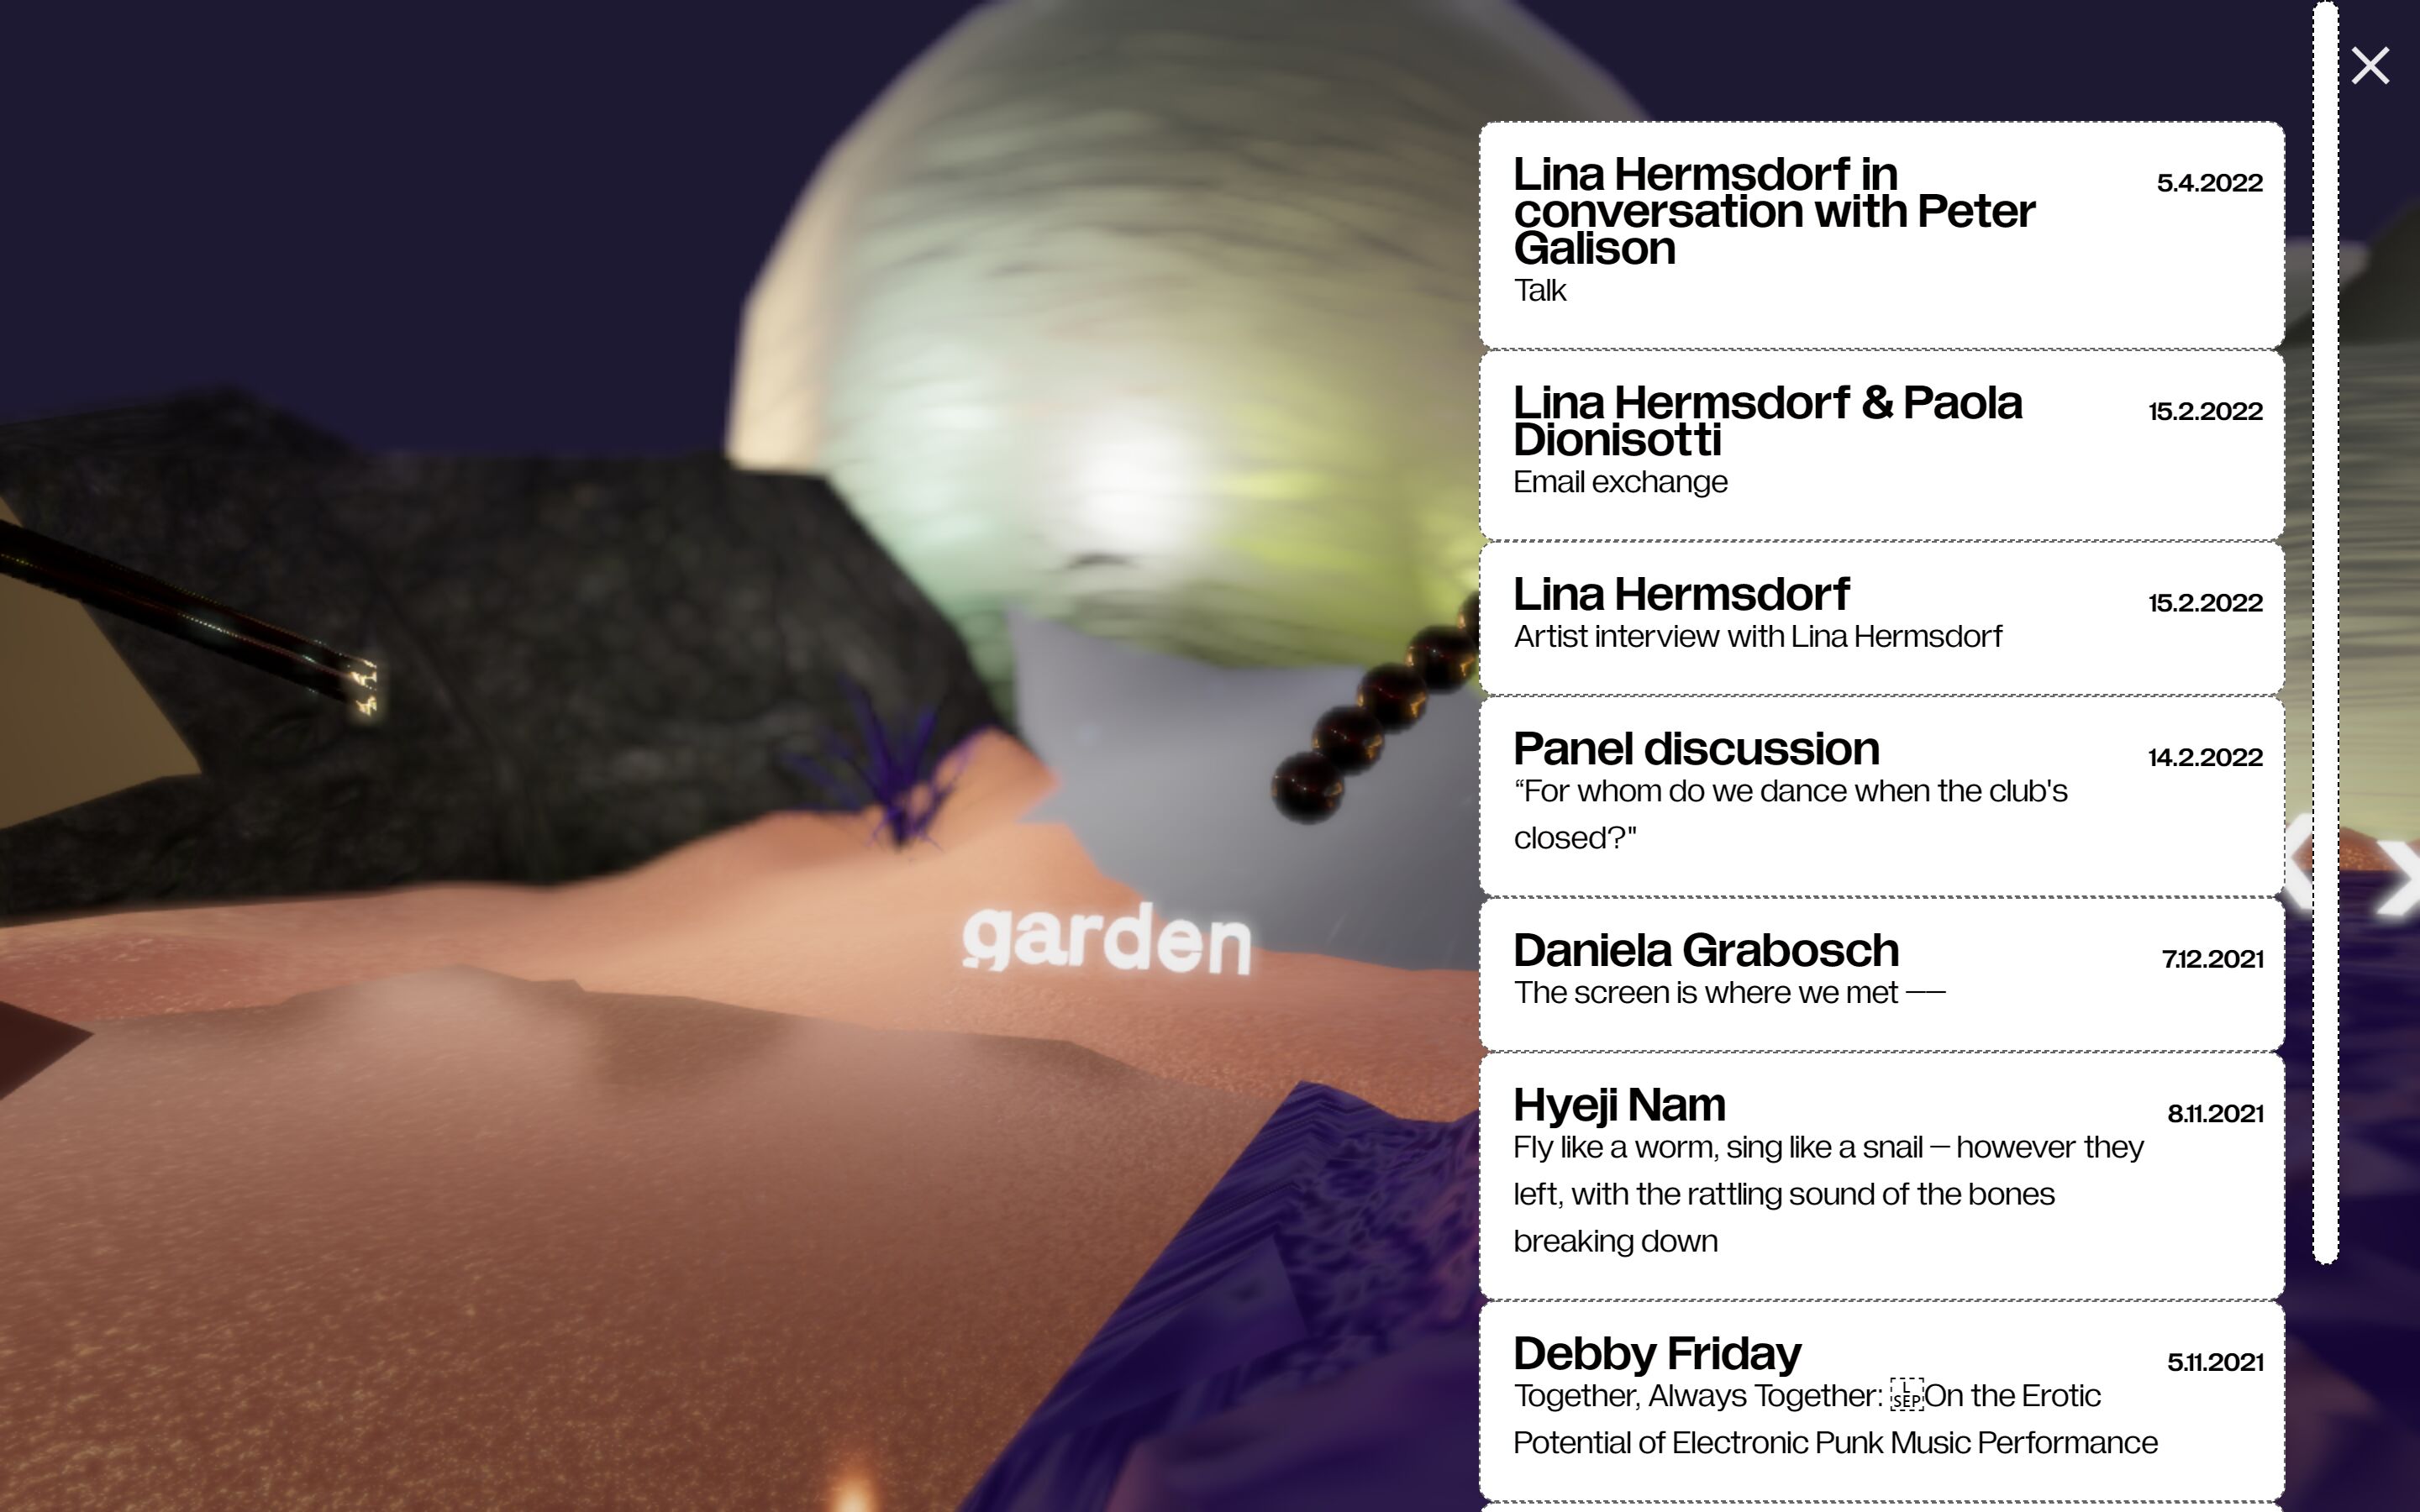 Lina Hermsdorf in
conversation with Peter
Galison
5.4.2022
Talk
Lina Hermsdorf & Paola
Dionisotti
15.2.2022
Email exchange
Lina Hermsdorf
15.2.2022
Artist interview with Lina Hermsdorf
Panel discussion
14.2.2022
“For whom do we dance when the club's
closed?"
Daniela Grabosch
7.12.2021
The screen is where we met ––
Hyeji Nam
8.11.2021
Fly like a worm, sing like a snail – however they
left, with the rattling sound of the bones
breaking down
Debby Friday
5.11.2021
Together, Always Together: L SEP On the Erotic
Potential of Electronic Punk Music Performance
garden